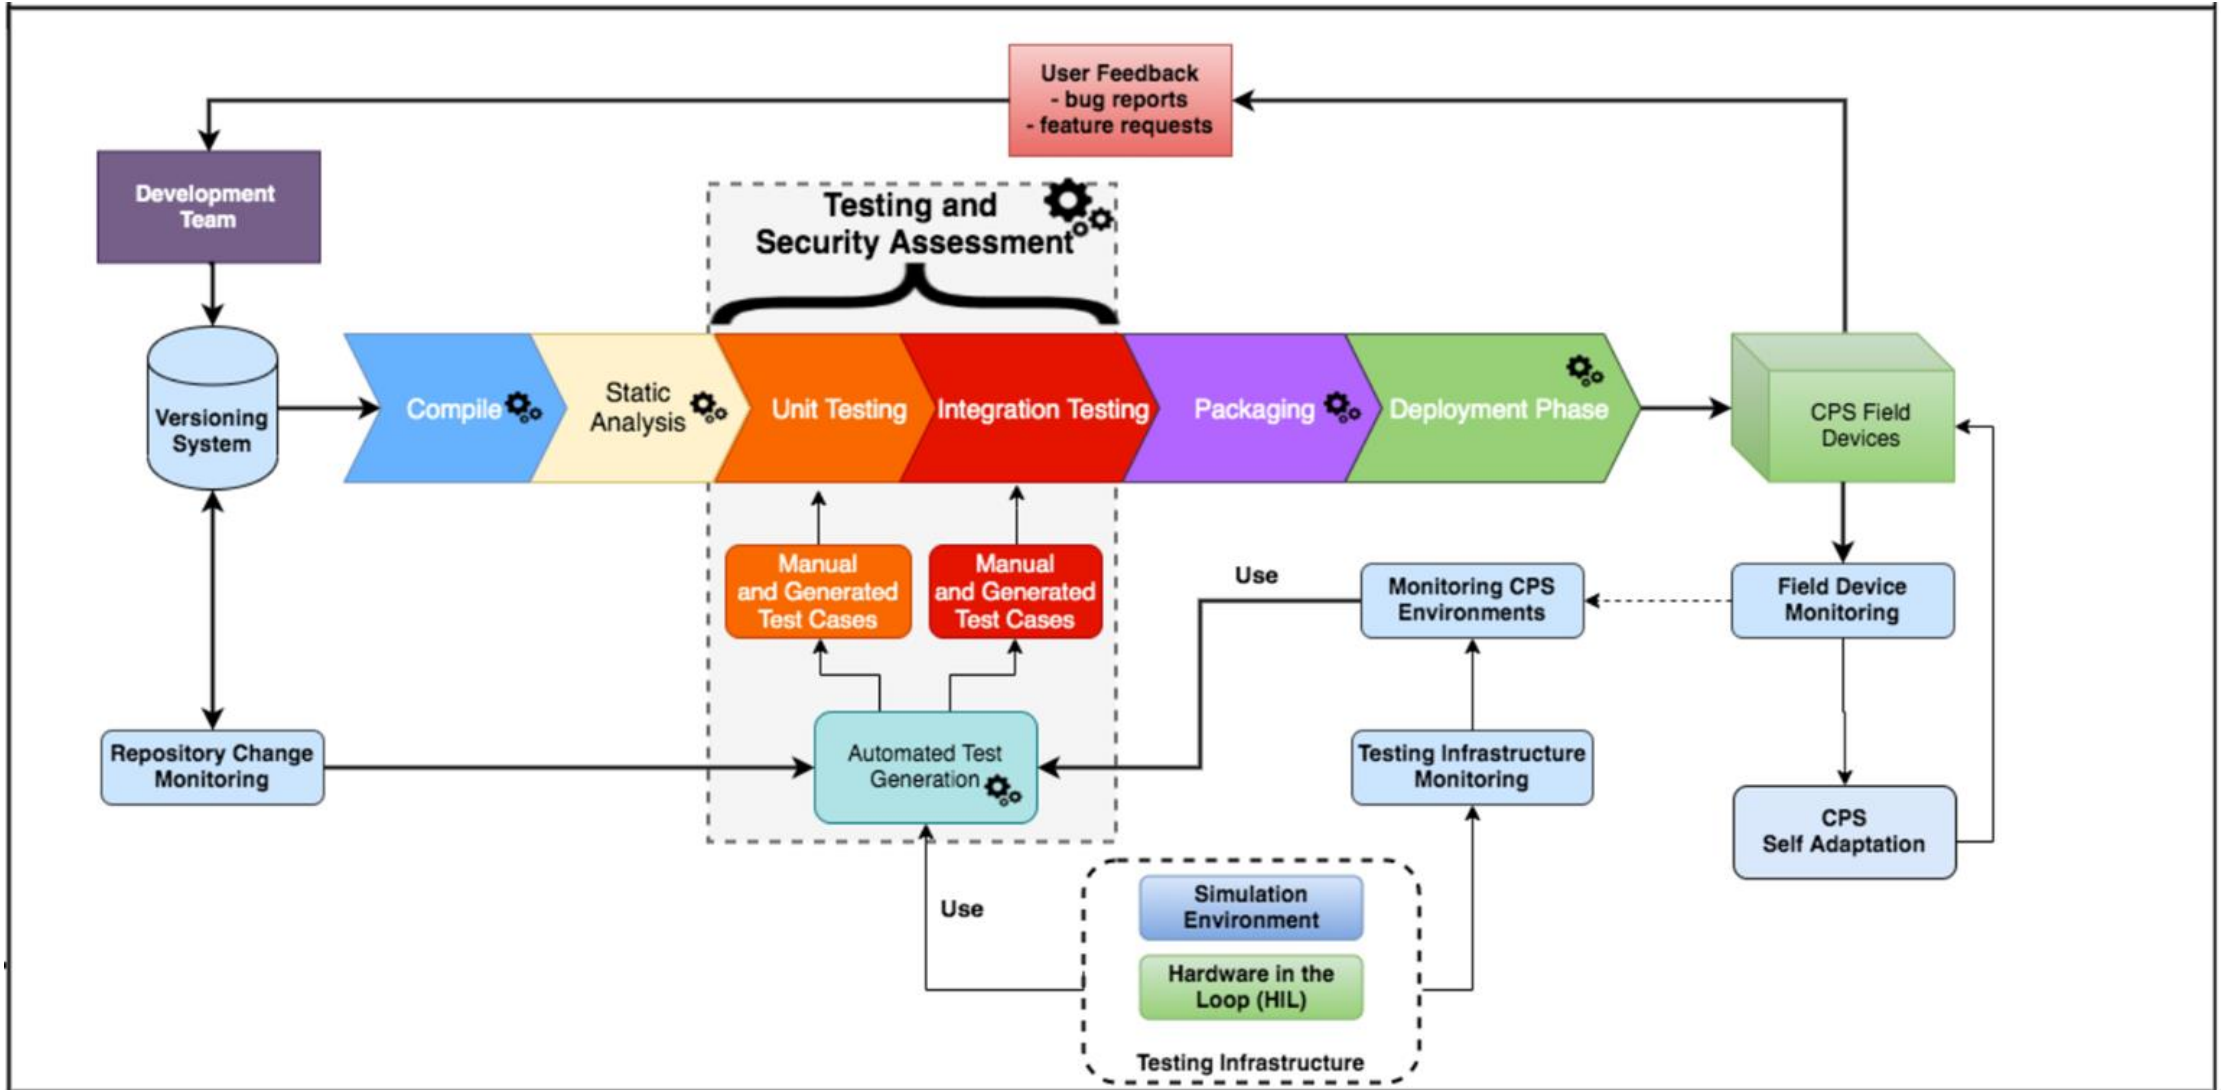 User Feedback
- bug reports
- feature requests
Development
Team
Testing and
Security Assessment
Versioning
System
Compile
Static
Analysis
Unit Testing
Integration Testing
Packaging
Deployment Phase
CPS Field
Devices
Manual
and Generated
Test Cases
Manual
and Generated
Test Cases
Use
Monitoring CPS
Environments
Field Device
Monitoring
Repository Change
Monitoring
Automated Test
Generation
Testing Infrastructure
Monitoring
CPS
Self Adaptation
Use
Simulation
Environment
Hardware in the
Loop (HIL)
Testing Infrastructure